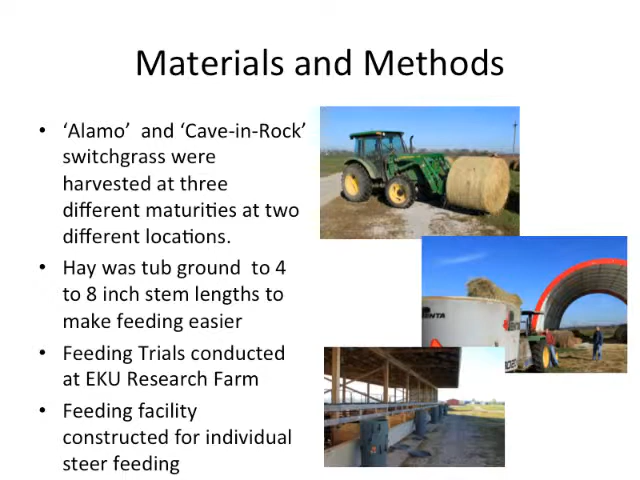 Materials and Methods
• ‘Alamo’ and ‘Cave-in-Rock’
switchgrass were
harvested at three
different maturities at two
different locations.
• Hay was tub ground to 4
to 8 inch stem lengths to
make feeding easier
• Feeding Trials conducted
at EKU Research Farm
• Feeding facility
constructed for individual
steer feeding